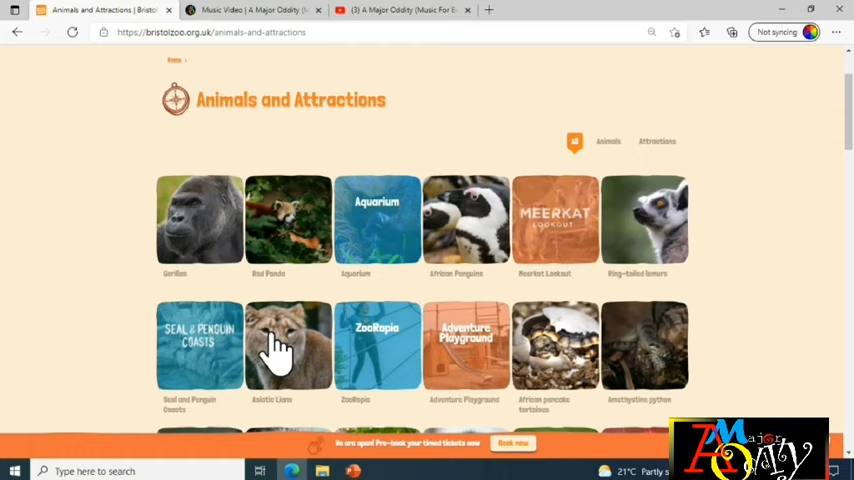 Animals and Attractions | Bristol
Music Video | A Major Oddity (M
(3) A Major Oddity (Music For E
https://bristolzoo.org.uk/animals-and-attractions
Not syncing
Home
Animals and Attractions
All
Animals
Attractions
Aquarium
MEERKAT
LOOKOUT
Gorillas
Red Panda
Aquarium
African Penguins
Meerkat Lookout
Ring-tailed lemurs
SEAL & PENGUIN
COASTS
ZooRopia
Adventure
Playground
Seal and Penguin
Coasts
Asiatic Lions
ZooRopia
Adventure Playground
African pancake
tortoises
Amethystine python
We are open! Pre-book your timed tickets now
Book now
A Major
Oddity
Type here to search
21°C Partly s